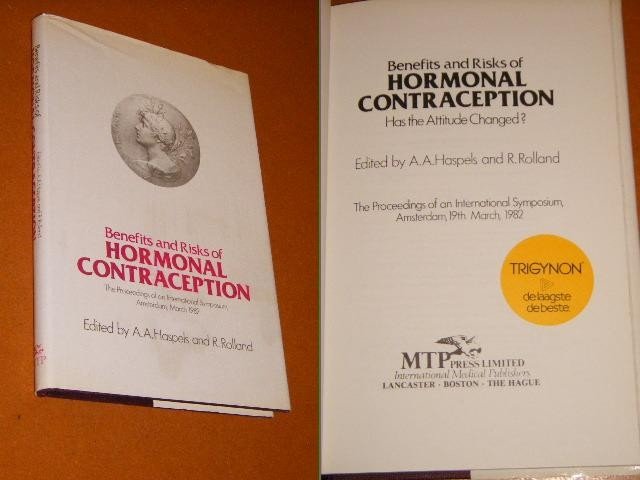 Benefits and Risks of
HORMONAL
CONTRACEPTION
The Proceedings of an International Symposium,
Amsterdam, March 1982
Edited by A.A.Haspels and R.Rolland
Benefits and Risks of
HORMONAL
CONTRACEPTION
Has the Attitude Changed?
Edited by A.A.Haspels and R.Rolland
The Proceedings of an International Symposium,
Amsterdam, 19th March, 1982
TRIGYNON®
de laagste
de beste.
MTP PRESS LIMITED
International Medical Publishers
LANCASTER · BOSTON · THE HAGUE